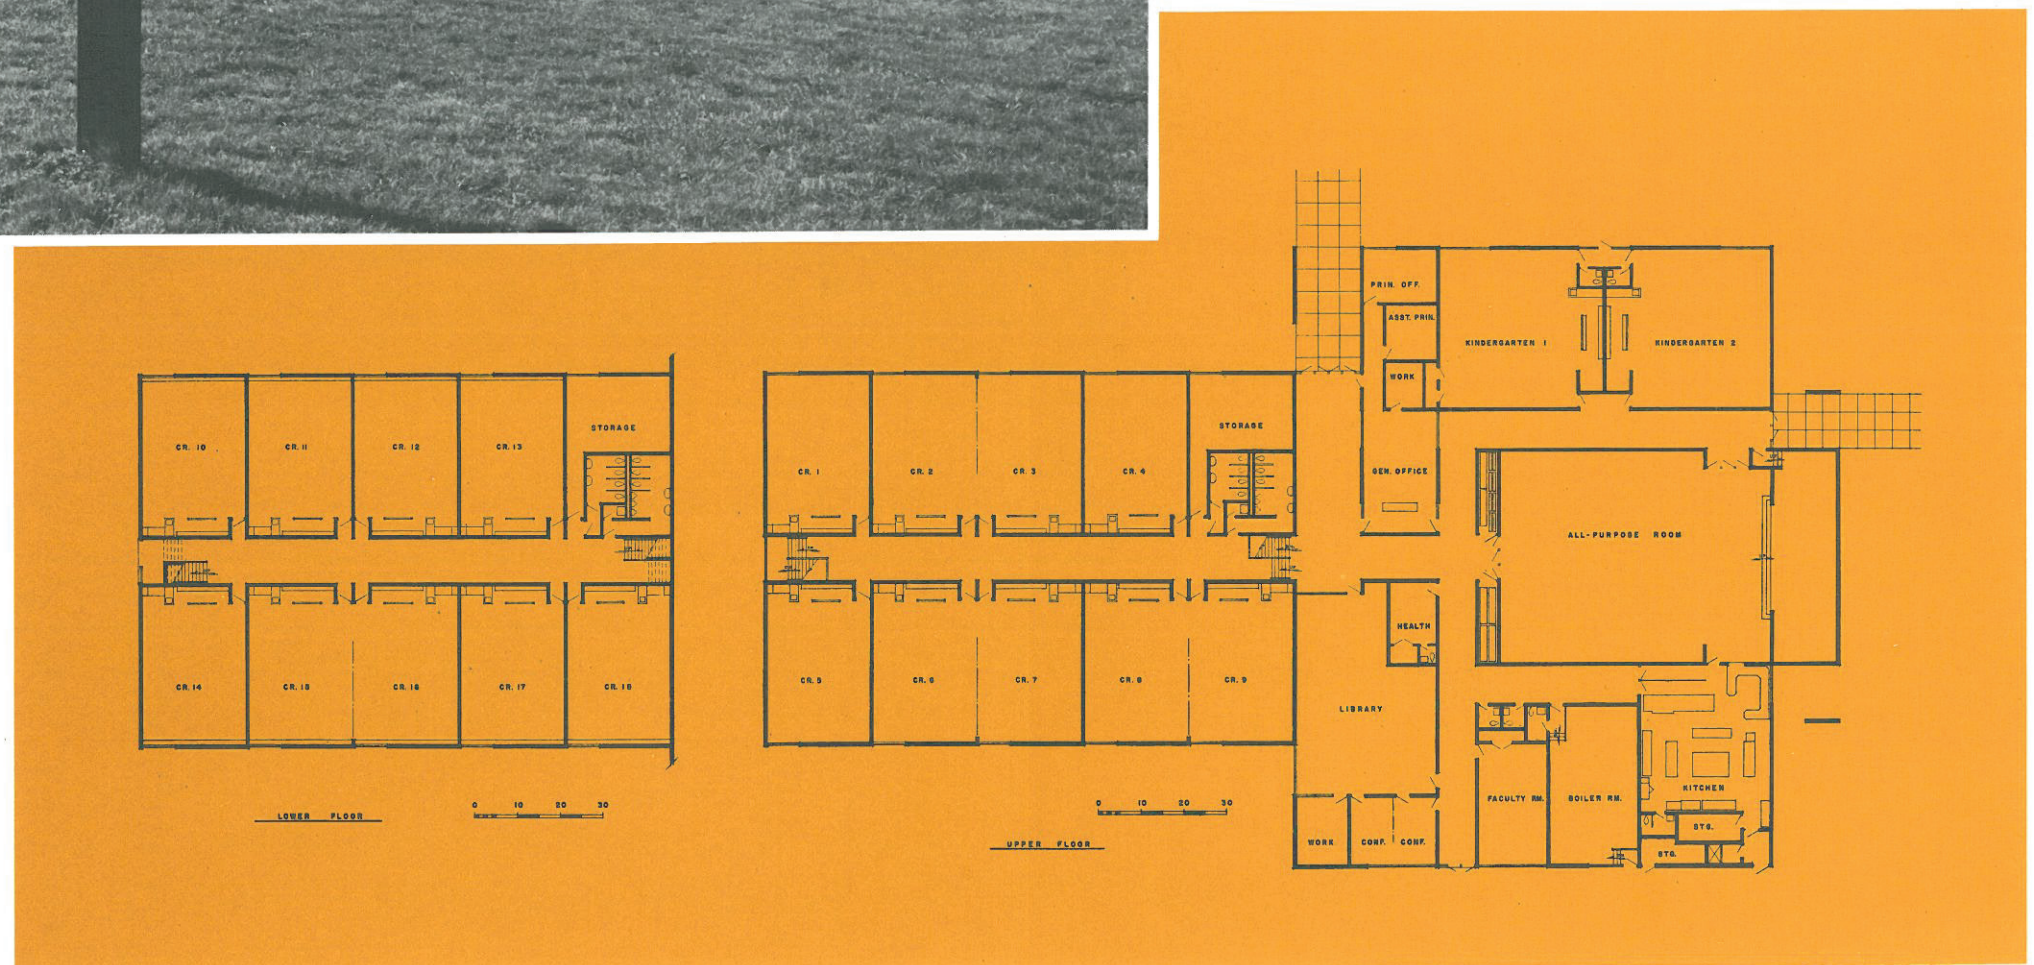 PRIN. OFF.
ASST. PRIN.
KINDERGARTEN 1
KINDERGARTEN 2
WORK
CR. 10
CR. 11
CR. 12
CR. 13
STORAGE
CR. 14
CR. 15
CR. 16
CR. 17
CR. 18
LOWER FLOOR
0 10 20 30
CR. 1
CR. 2
CR. 3
CR. 4
STORAGE
GEN. OFFICE
ALL-PURPOSE ROOM
CR. 5
CR. 6
CR. 7
CR. 8
CR. 9
HEALTH
LIBRARY
FACULTY RM.
BOILER RM.
KITCHEN
STG.
STG.
WORK
CONF.
CONF.
0 10 20 30
UPPER FLOOR